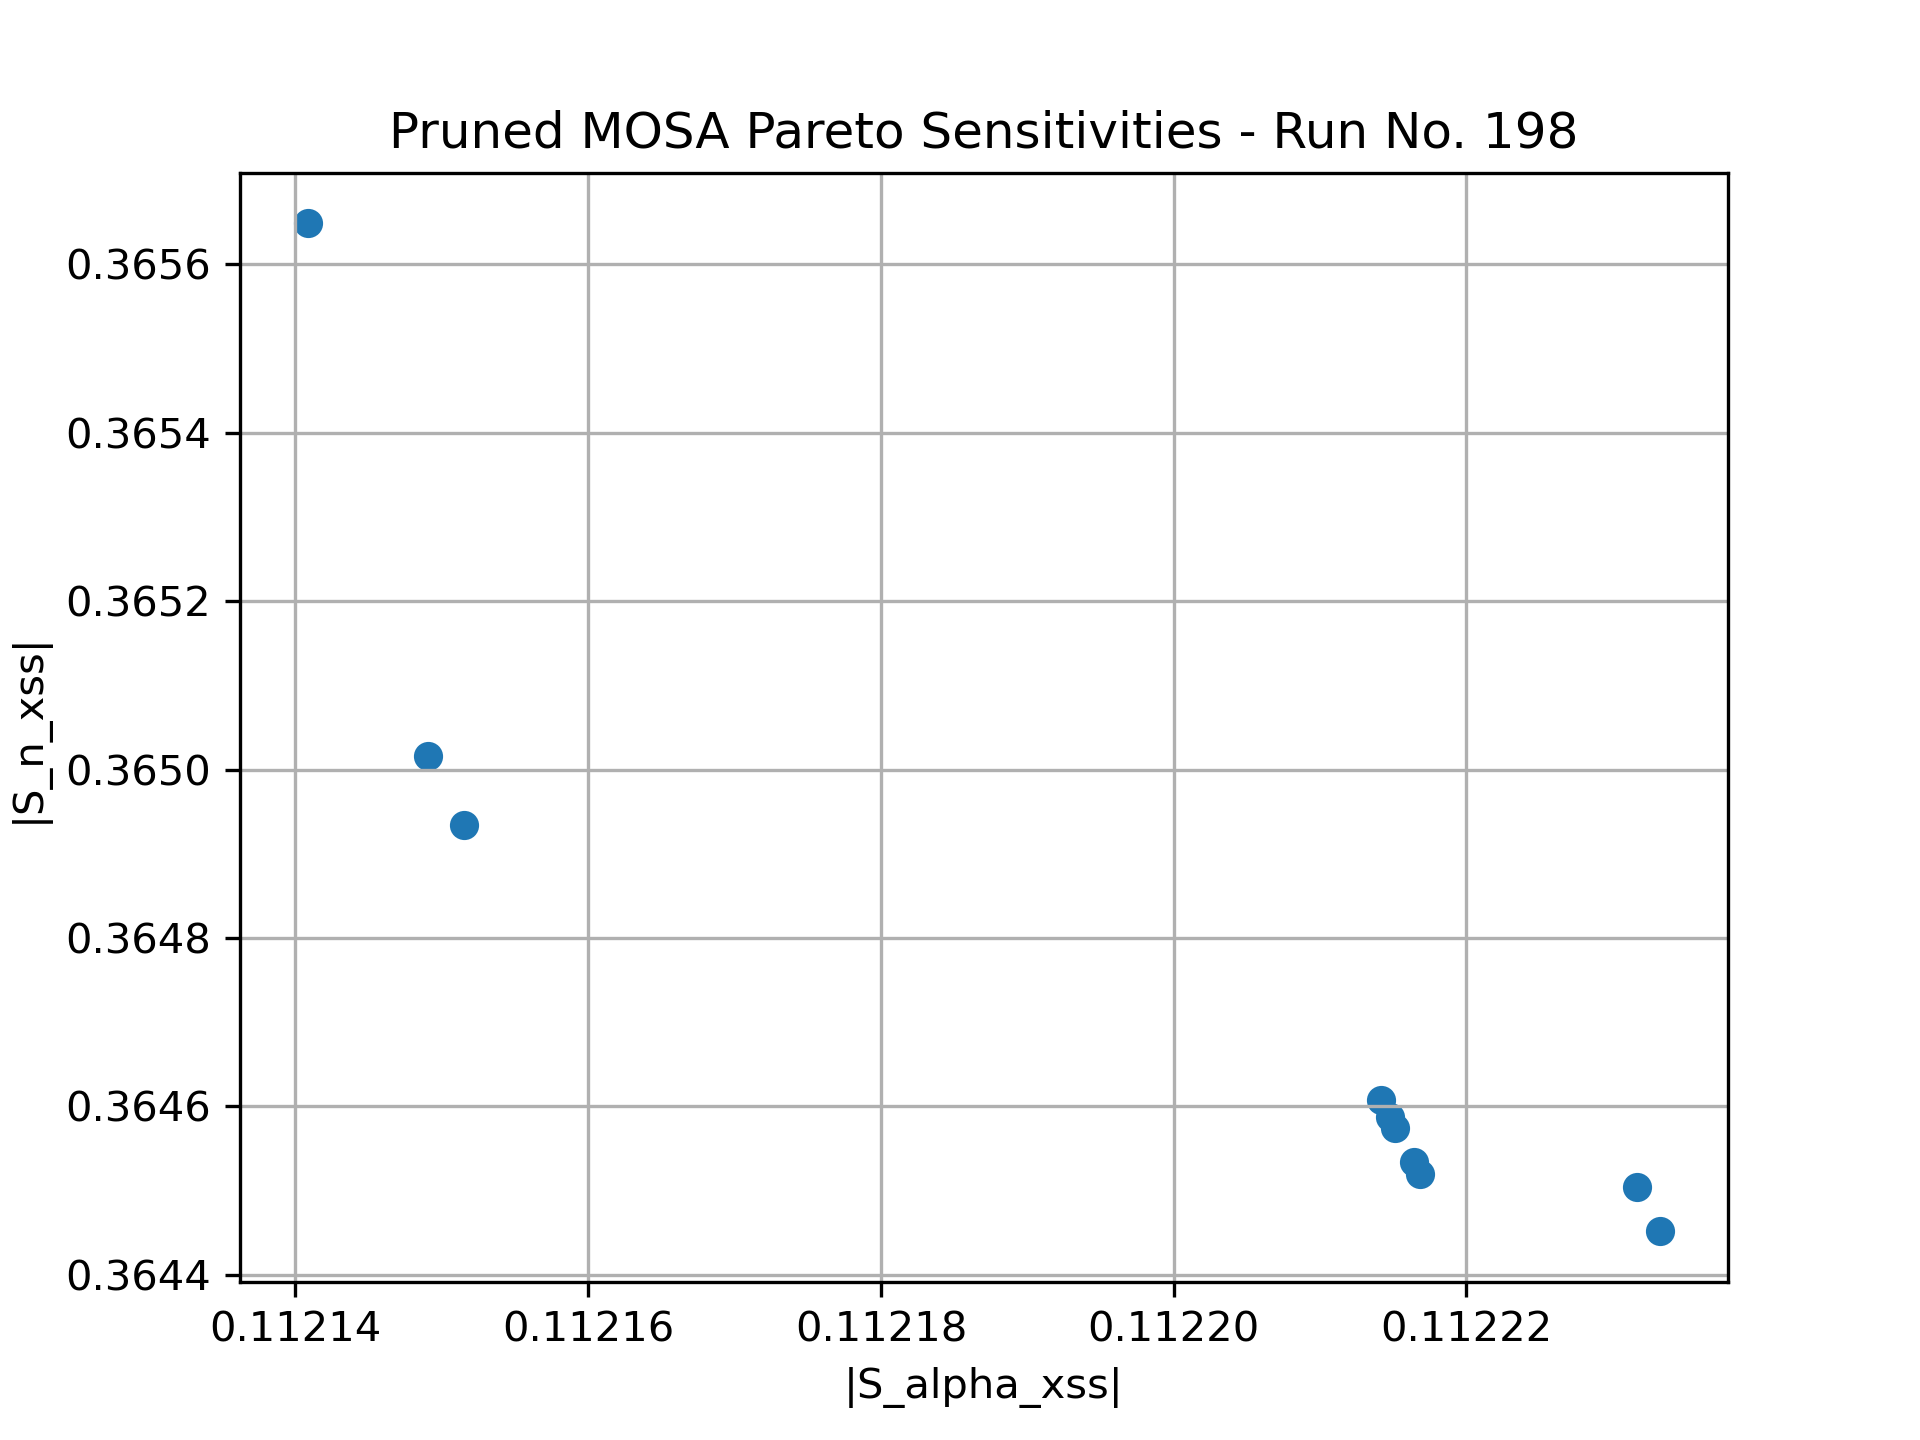 Pruned MOSA Pareto Sensitivities - Run No. 198
|S_n_xss|
0.3656
0.3654
0.3652
0.3650
0.3648
0.3646
0.3644
0.11214 0.11216 0.11218 0.11220 0.11222
|S_alpha_xss|